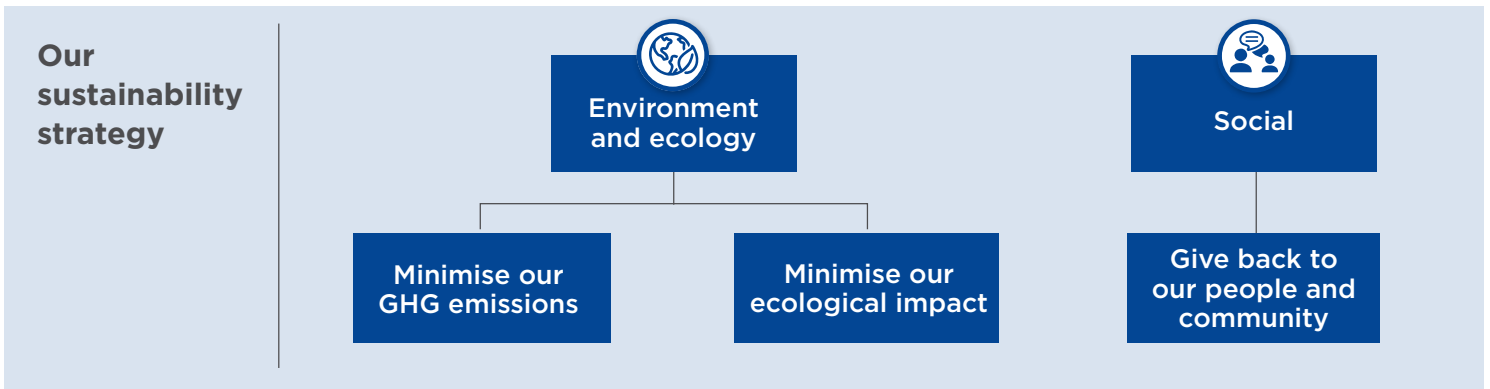 Our
sustainability
strategy
Environment
and ecology
Social
Minimise our
GHG emissions
Minimise our
ecological impact
Give back to
our people and
community